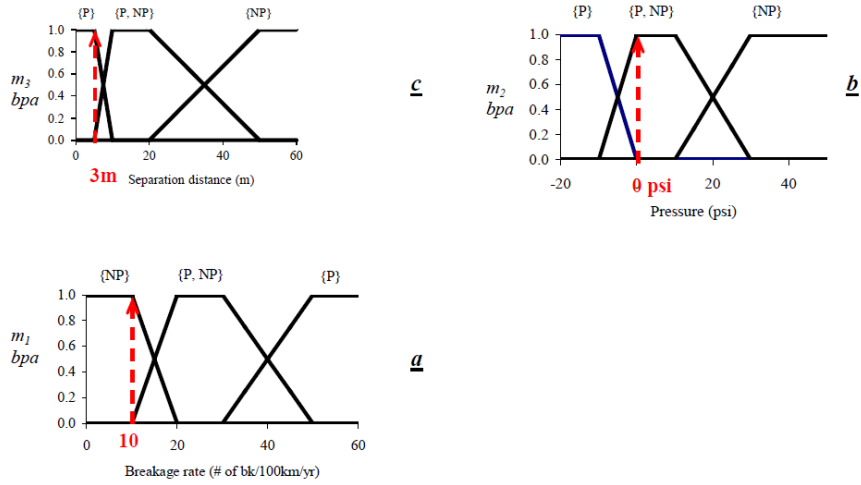 {P} {P, NP} {NP}
1.0
0.8
0.6
0.4
0.2
0.0
m3
bpa
0 20 40 60
3m
Separation distance (m)
c
{P} {P, NP} {NP}
1.0
0.8
0.6
0.4
0.2
0.0
m2
bpa
-20 0 psi 20 40
Pressure (psi)
b
{NP} {P, NP} {P}
1.0
0.8
0.6
0.4
0.2
0.0
m1
bpa
0 20 40 60
10
Breakage rate (# of bk/100km/yr)
a